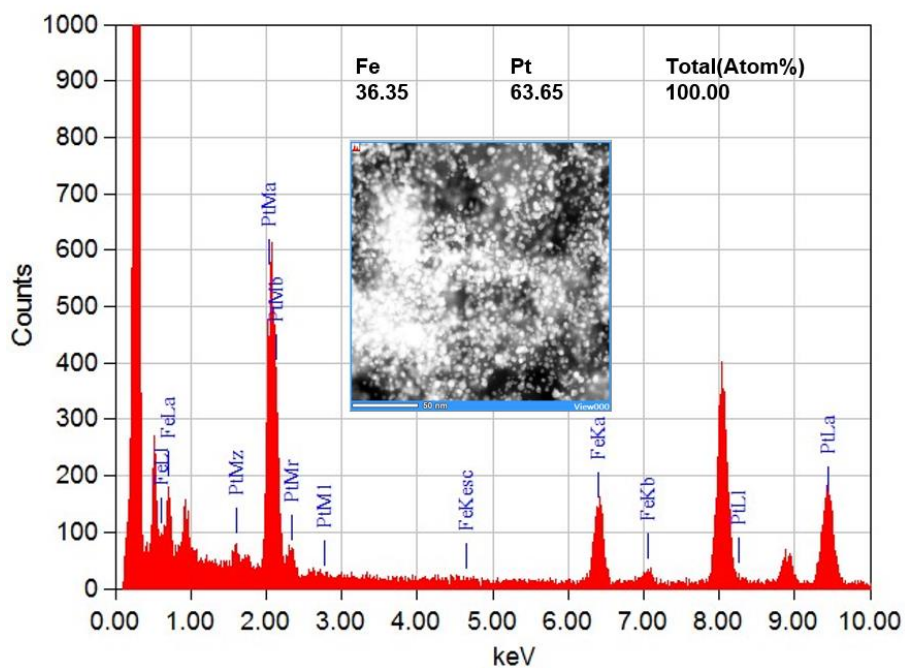 1000
900
800
700
600
500
400
300
200
100
0
Counts
Fe Pt Total(Atom%)
36.35 63.65 100.00
FeLl
FeLa
PtMz
PtMa
PtMb
PtMr
PtM1
FeKesc
FeKa
FeKb
PtLl
PtLa
50 nm
View000
0.00 1.00 2.00 3.00 4.00 5.00 6.00 7.00 8.00 9.00 10.00
keV